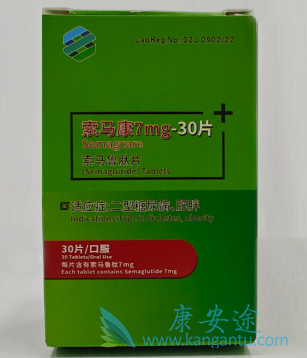 LaoReg No. 02 L 0902/22
索马康7mg-30片
Semagcare
索马鲁肽片
(Semaglutide) Tablets
适应症:二型糖尿病、肥胖
Indications:Type 2 diabetes, obesity
30片/口服
30 Tablets/Oral Use
每片含有索马鲁肽7mg
Each tablet contains Semaglutide 7mg
康安途
www.kangantu.com